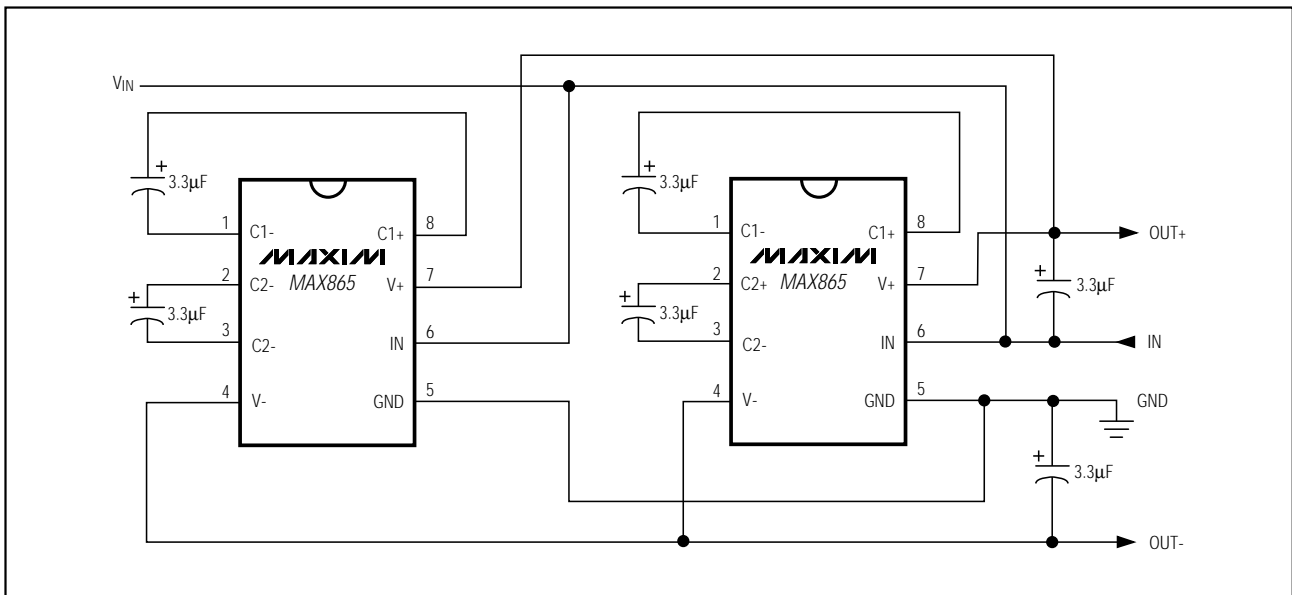 VIN
+
3.3µF
1
C1-
C1+
8
MAXIM
MAX865
2
C2-
V+
7
+
3.3µF
3
C2-
IN
6
4
V-
GND
5
+
3.3µF
1
C1-
C1+
8
MAXIM
MAX865
2
C2+
V+
7
+
3.3µF
3
C2-
IN
6
4
V-
GND
5
OUT+
+
3.3µF
IN
GND
+
3.3µF
OUT-